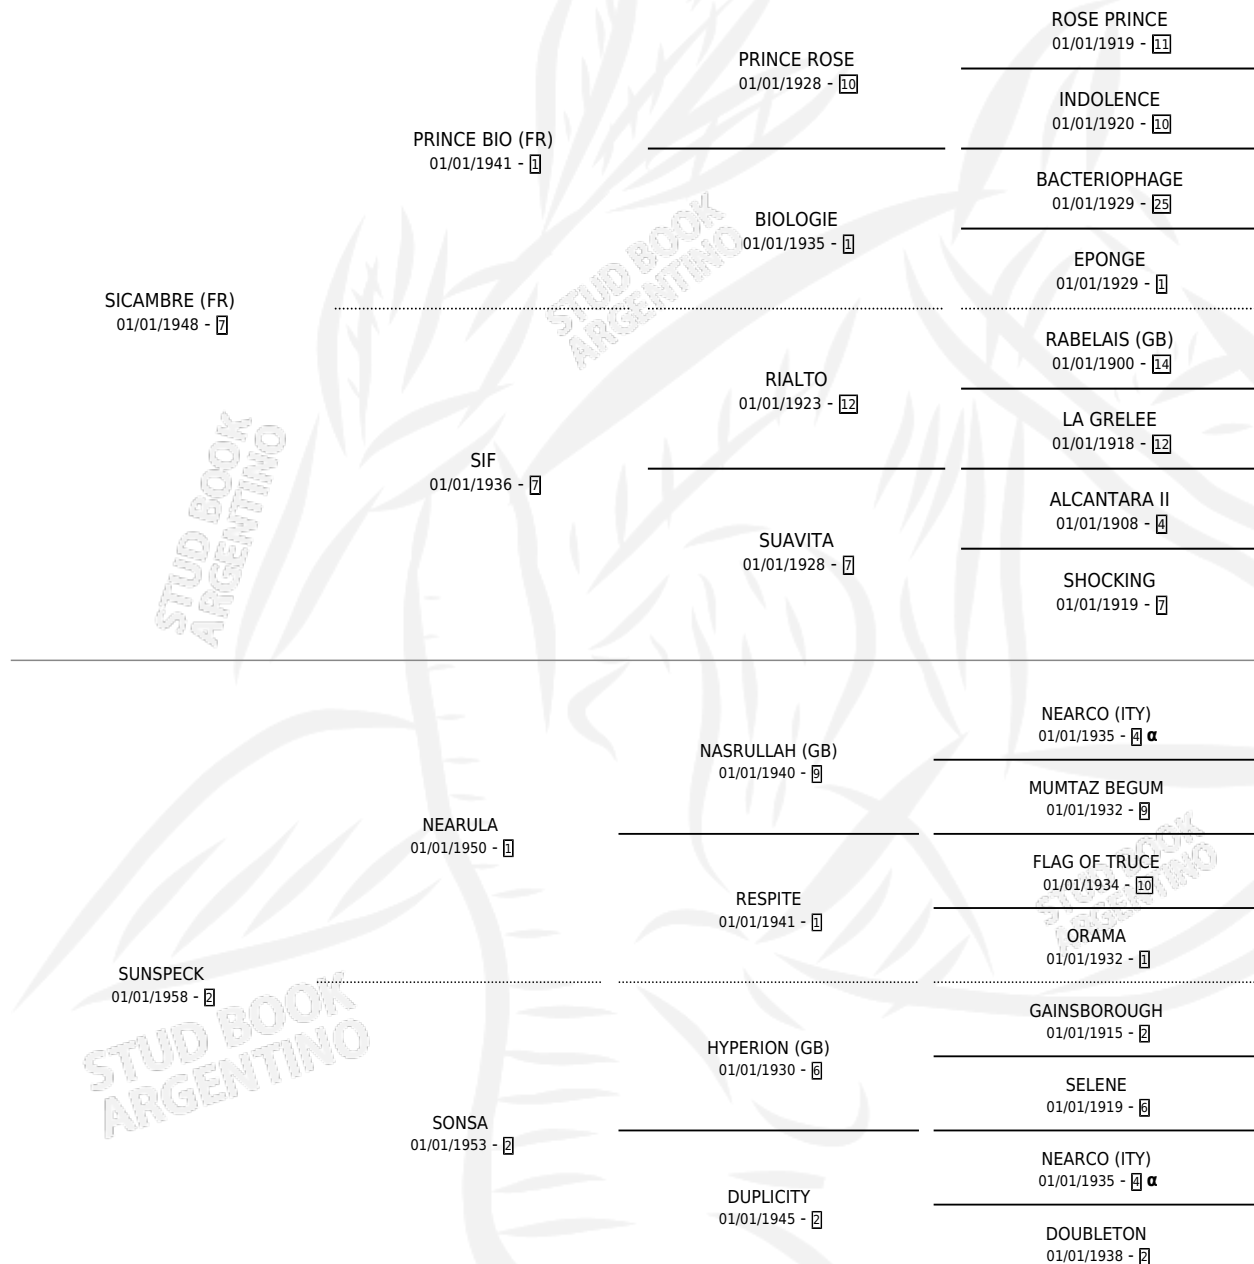 ROSE PRINCE
01/01/1919 - 11
PRINCE ROSE
01/01/1928 - 10
INDOLENCE
01/01/1920 - 10
PRINCE BIO (FR)
01/01/1941 - 1
BACTERIOPHAGE
01/01/1929 - 25
BIOLOGIE
01/01/1935 - 1
EPONGE
01/01/1929 - 1
SICAMBRE (FR)
01/01/1948 - 7
RABELAIS (GB)
01/01/1900 - 14
RIALTO
01/01/1923 - 12
LA GRELEE
01/01/1918 - 12
SIF
01/01/1936 - 7
ALCANTARA II
01/01/1908 - 4
SUAVITA
01/01/1928 - 7
SHOCKING
01/01/1919 - 7
STUD BOOK
ARGENTINO
STUD BOOK
ARGENTINO
NEARCO (ITY)
01/01/1935 - 4 α
NASRULLAH (GB)
01/01/1940 - 9
MUMTAZ BEGUM
01/01/1932 - 9
NEARULA
01/01/1950 - 1
FLAG OF TRUCE
01/01/1934 - 10
RESPITE
01/01/1941 - 1
ORAMA
01/01/1932 - 1
SUNSPECK
01/01/1958 - 2
GAINSBOROUGH
01/01/1915 - 2
HYPERION (GB)
01/01/1930 - 6
SELENE
01/01/1919 - 6
SONSA
01/01/1953 - 2
NEARCO (ITY)
01/01/1935 - 4 α
DUPLICITY
01/01/1945 - 2
DOUBLETON
01/01/1938 - 2
STUD BOOK
ARGENTINO
STUD BOOK
ARGENTINO